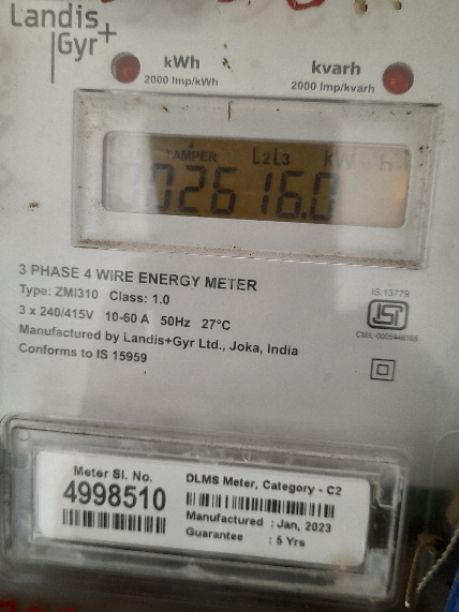 Landis
Gyr+
kWh
2000 Imp/kWh
kvarh
2000 Imp/kvarh
TAMPER L2L3 KW h
002616.0
3 PHASE 4 WIRE ENERGY METER
Type: ZMI310 Class: 1.0
3 x 240/415V 10-60 A 50Hz 27°C
Manufactured by Landis+Gyr Ltd., Joka, India
Conforms to IS 15959
IS:13779
Meter Sl. No.
4998510
DLMS Meter, Category - C2
Manufactured : Jan, 2023
Guarantee : 5 Yrs